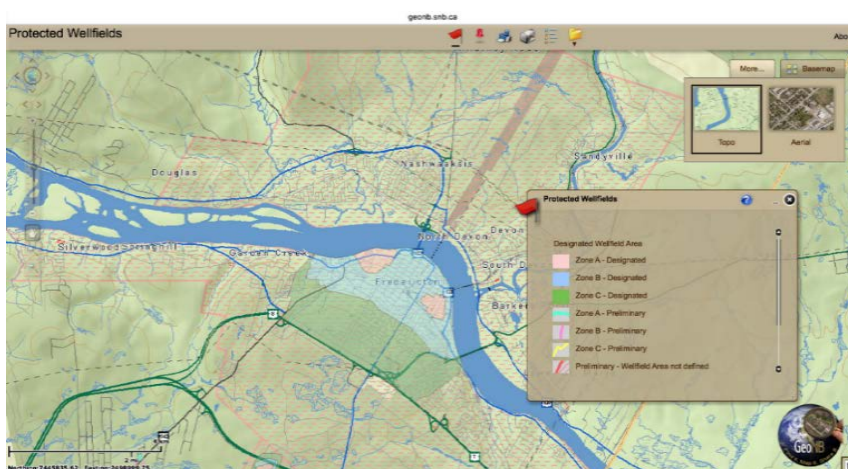 geonb.snb.ca
Protected Wellfields
Abo
More...
Basemap
Topo
Aerial
Nashwaaksis
Sandyville
Douglas
Protected Wellfields
Designated Wellfield Area
Zone A - Designated
Zone B - Designated
Zone C - Designated
Zone A - Preliminary
Zone B - Preliminary
Zone C - Preliminary
Preliminary - Wellfield Area not defined
Devon
North Devon
Silverwood
Garden Creek
South D
Fredericton
Barke
GeoNB